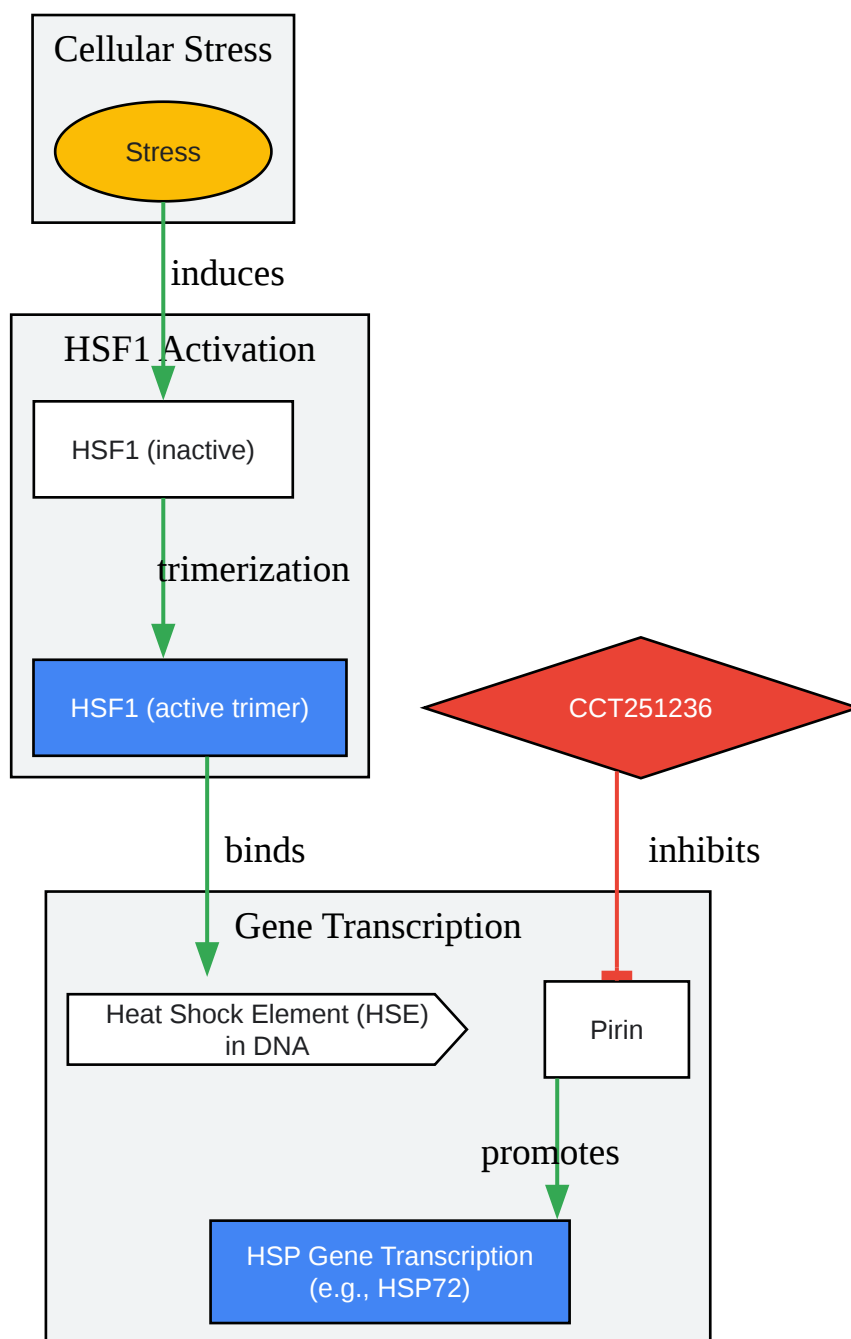 Cellular Stress
Stress
induces
HSF1 Activation
HSF1 (inactive)
trimerization
HSF1 (active trimer)
CCT251236
binds
inhibits
Gene Transcription
Heat Shock Element (HSE)
in DNA
Pirin
promotes
HSP Gene Transcription
(e.g., HSP72)